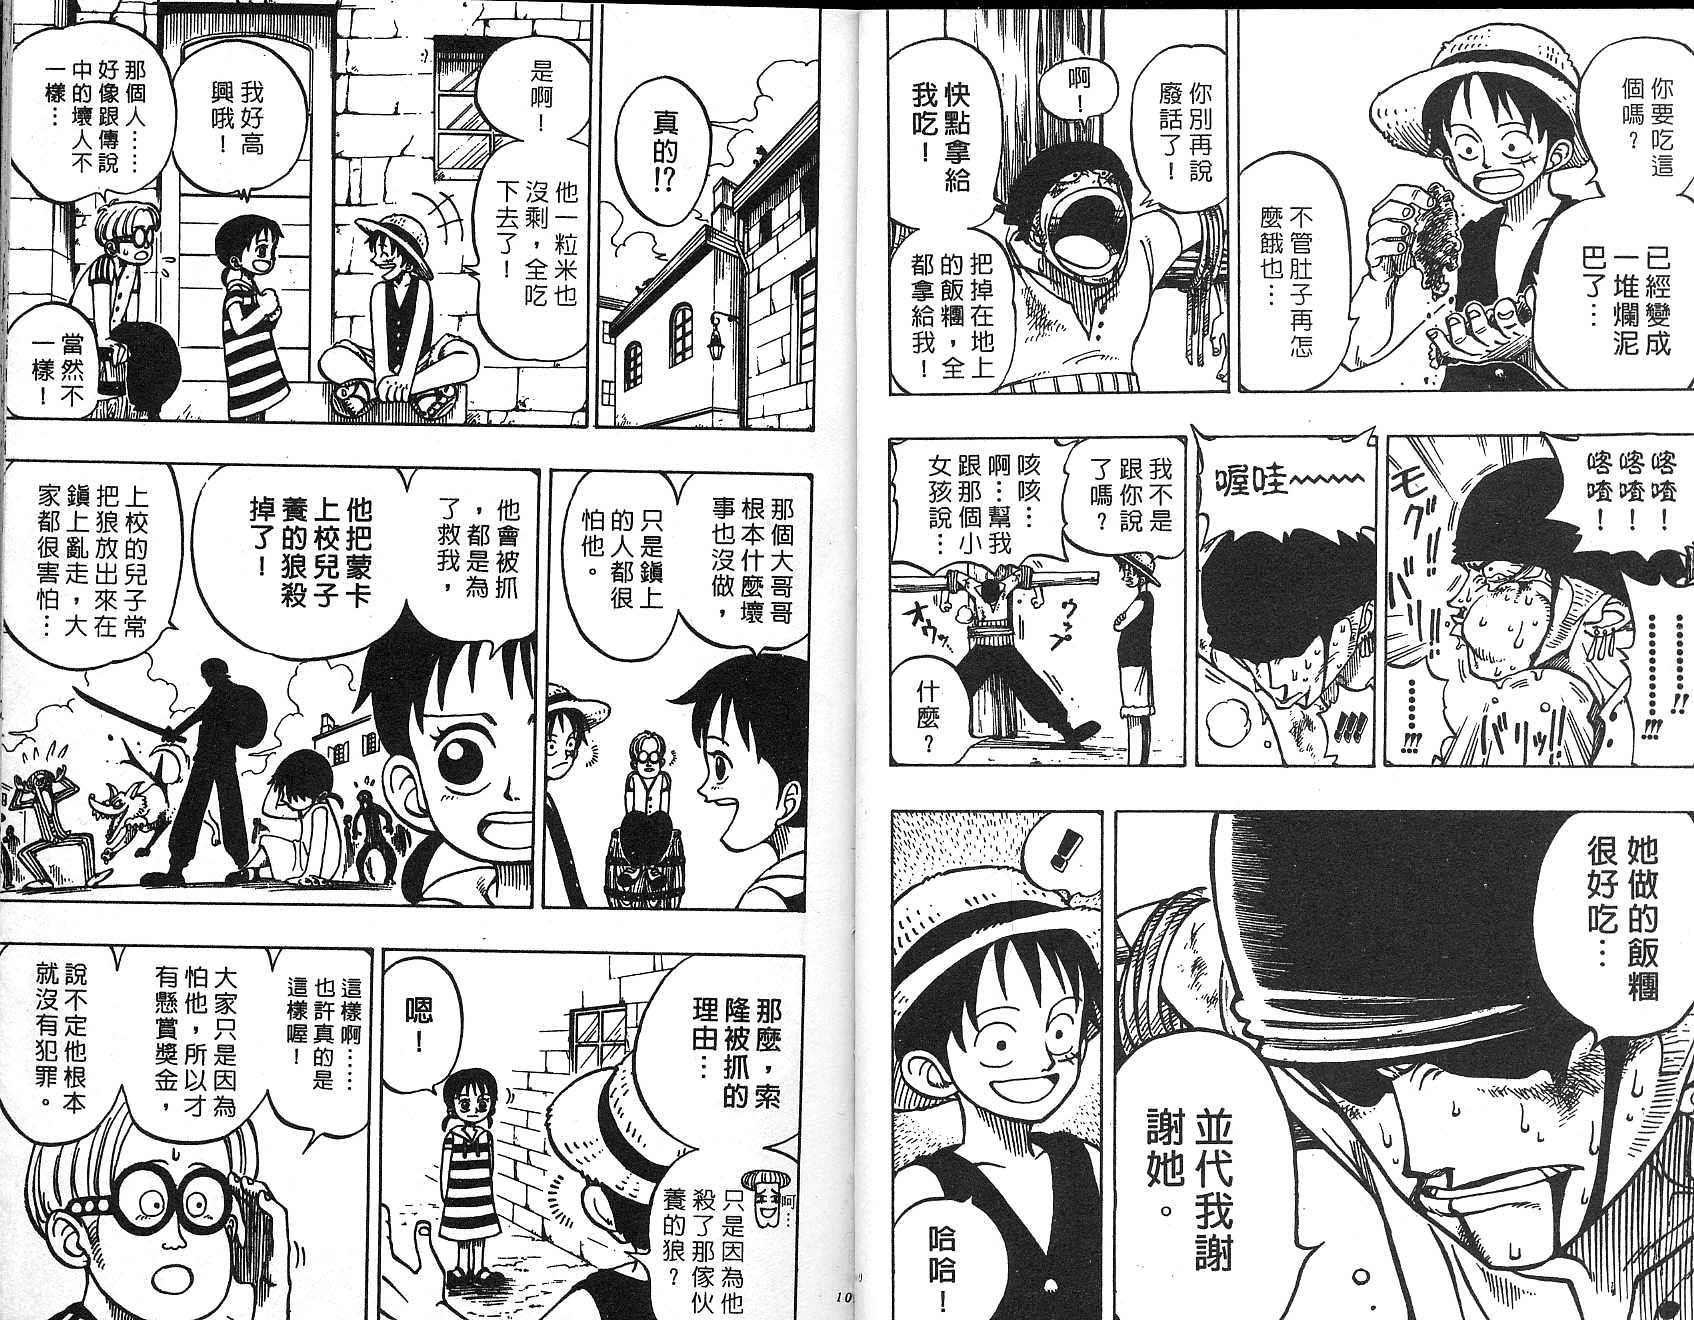 你要吃這
個嗎？
已經變成
一堆爛泥
巴了…
不管肚子再怎
麼餓也…
你別再說
廢話了！
啊！
快點拿給
我吃！
把掉在地上
的飯糰，全
都拿給我！
喀喳！
喀喳！
喀喳！
モグ モグ
………!!
…………!!!
……!!!
喔哇~~~~
!!!
我不是
跟你說
了嗎？
咳咳…
啊…幫我
跟那個小
女孩說…
ウンプ
オウッ
什麼？
她做的飯糰
很好吃…
並代我謝
謝她。
！
哈哈！
真的!?
是啊！
他一粒米也
沒剩，全吃
下去了！
我好高
興哦！
那個人……
好像跟傳說
中的壞人不
一樣…
當然不
一樣！
那個大哥哥
根本什麼壞
事也沒做，
只是鎮上
的人都很
怕他。
他會被抓
，都是為
了救我，
他把蒙卡
上校兒子
養的狼殺
掉了！
上校的兒子常
把狼放出來在
鎮上亂走，大
家都很害怕…
那麼，索
隆被抓的
理由…
呵…
只是因為他
殺了那傢伙
養的狼？
嗯！
這樣啊……
也許真的是
這樣喔！
大家只是因為
怕他，所以才
有懸賞獎金，
說不定他根本
就沒有犯罪。
10